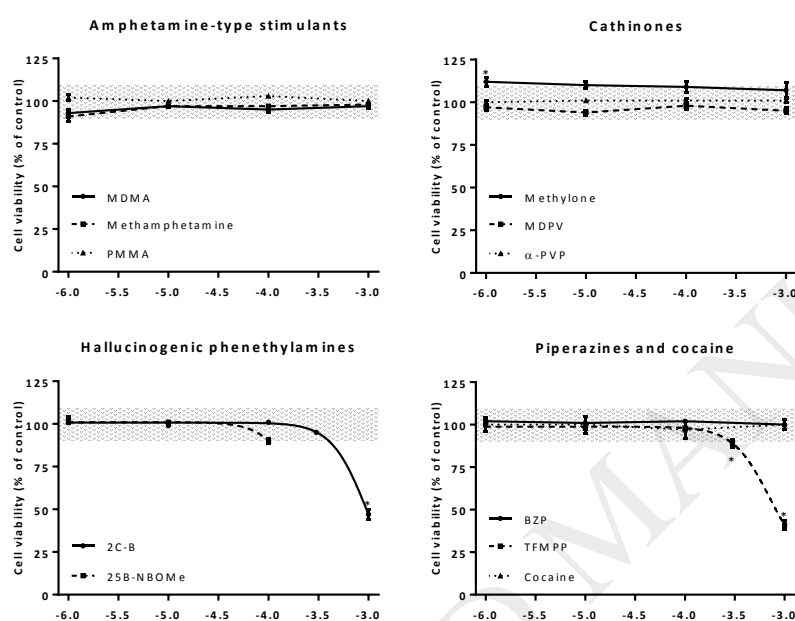 Amphetamine-type stimulants
Cell viability (% of control)
125
100
75
50
25
0
MDMA
Methamphetamine
PMMA
-6.0 -5.5 -5.0 -4.5 -4.0 -3.5 -3.0
Cathinones
Cell viability (% of control)
125
100
75
50
25
0
*
Methylone
MDPV
α-PVP
-6.0 -5.5 -5.0 -4.5 -4.0 -3.5 -3.0
Hallucinogenic phenethylamines
Cell viability (% of control)
125
100
75
50
25
0
*
2C-B
25B-NBOMe
-6.0 -5.5 -5.0 -4.5 -4.0 -3.5 -3.0
Piperazines and cocaine
Cell viability (% of control)
125
100
75
50
25
0
*
*
BZP
TFMPP
Cocaine
-6.0 -5.5 -5.0 -4.5 -4.0 -3.5 -3.0